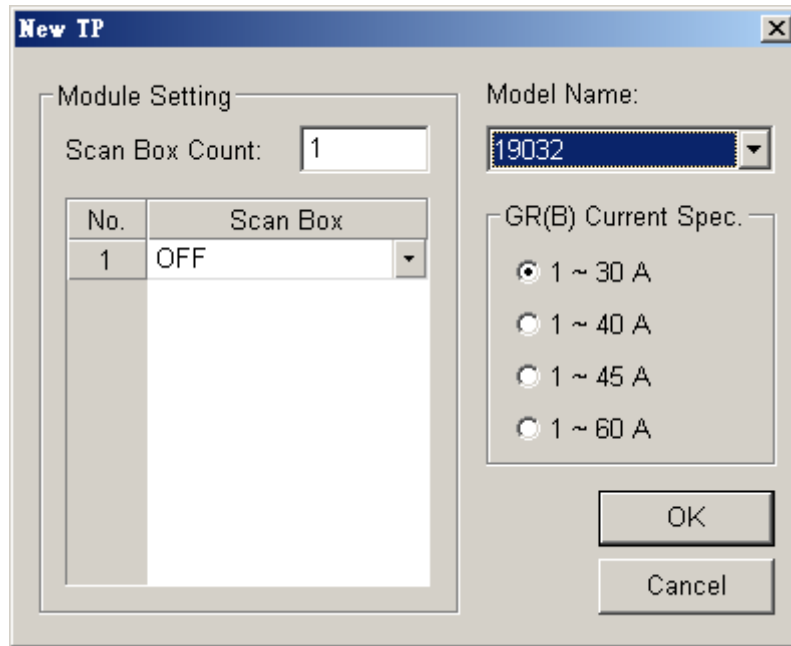 New TP
Module Setting
Scan Box Count: 1
No. Scan Box
1 OFF
Model Name:
19032
GR(B) Current Spec.
1 ~ 30 A
1 ~ 40 A
1 ~ 45 A
1 ~ 60 A
OK
Cancel